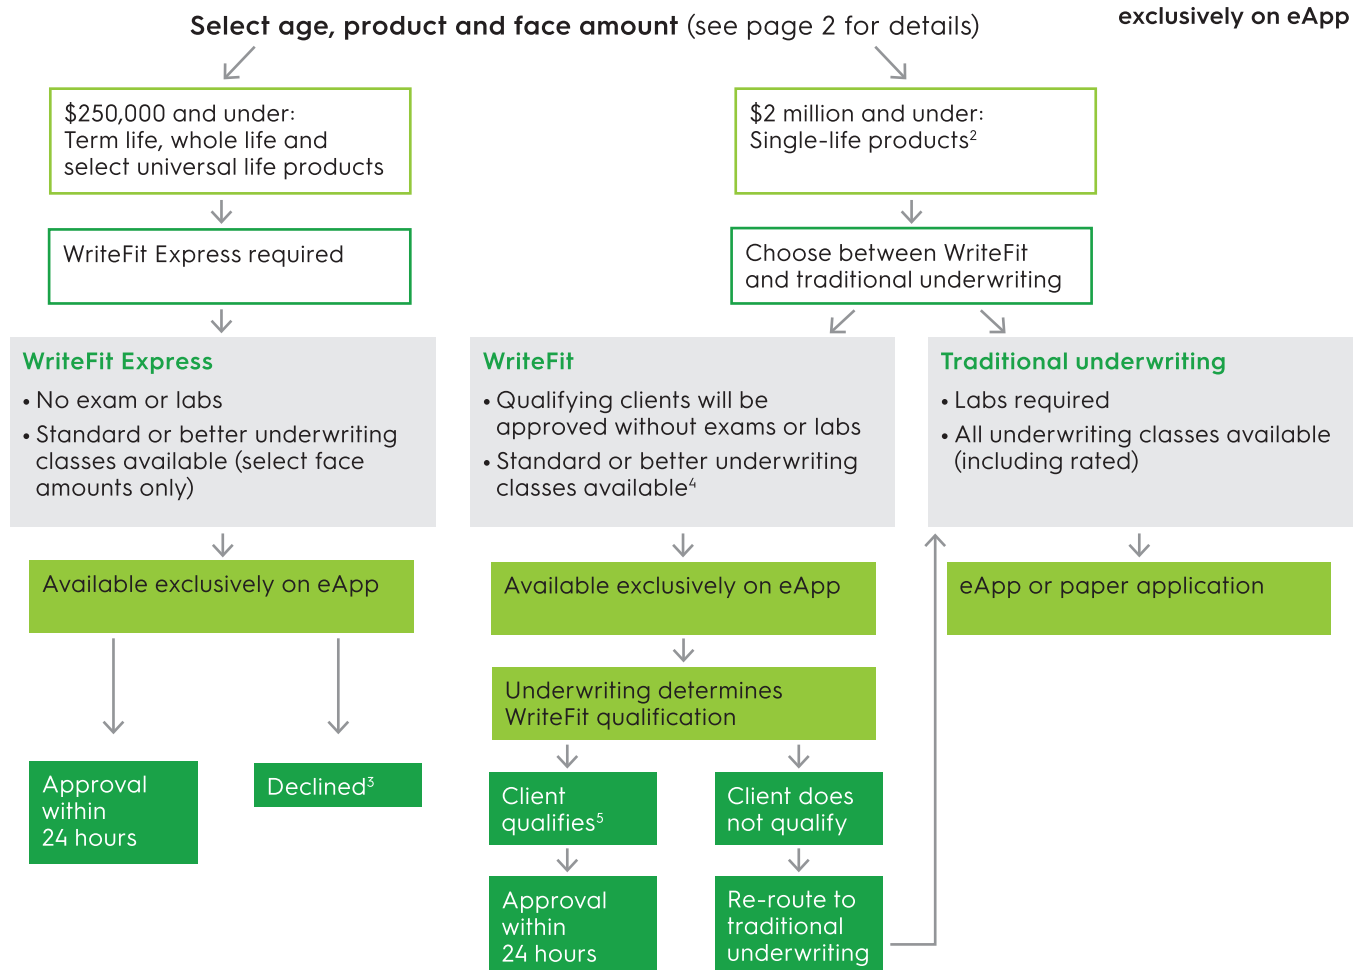 exclusively on eApp
Select age, product and face amount (see page 2 for details)
$250,000 and under:
Term life, whole life and
select universal life products
$2 million and under:
Single-life products²
WriteFit Express required
Choose between WriteFit
and traditional underwriting
WriteFit Express
• No exam or labs
• Standard or better underwriting
classes available (select face
amounts only)
WriteFit
• Qualifying clients will be
approved without exams or labs
• Standard or better underwriting
classes available⁴
Traditional underwriting
• Labs required
• All underwriting classes available
(including rated)
Available exclusively on eApp
Available exclusively on eApp
eApp or paper application
Underwriting determines
WriteFit qualification
Approval
within
24 hours
Declined³
Client
qualifies⁵
Client does
not qualify
Approval
within
24 hours
Re-route to
traditional
underwriting